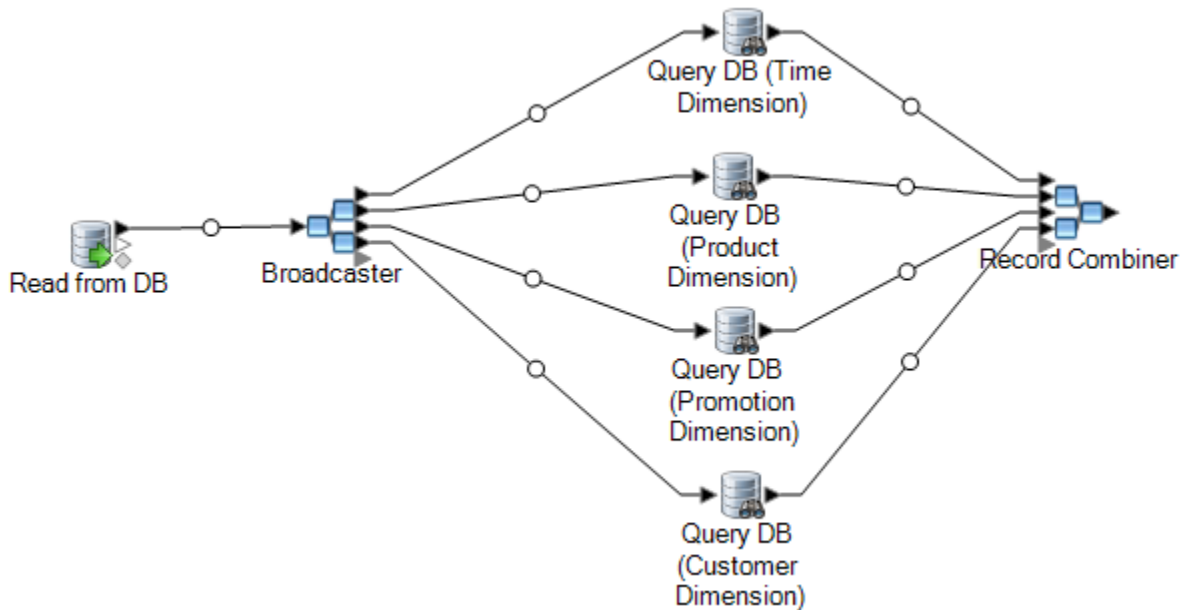 Query DB (Time
Dimension)
Query DB
(Product
Dimension)
Read from DB
Broadcaster
Record Combiner
Query DB
(Promotion
Dimension)
Query DB
(Customer
Dimension)